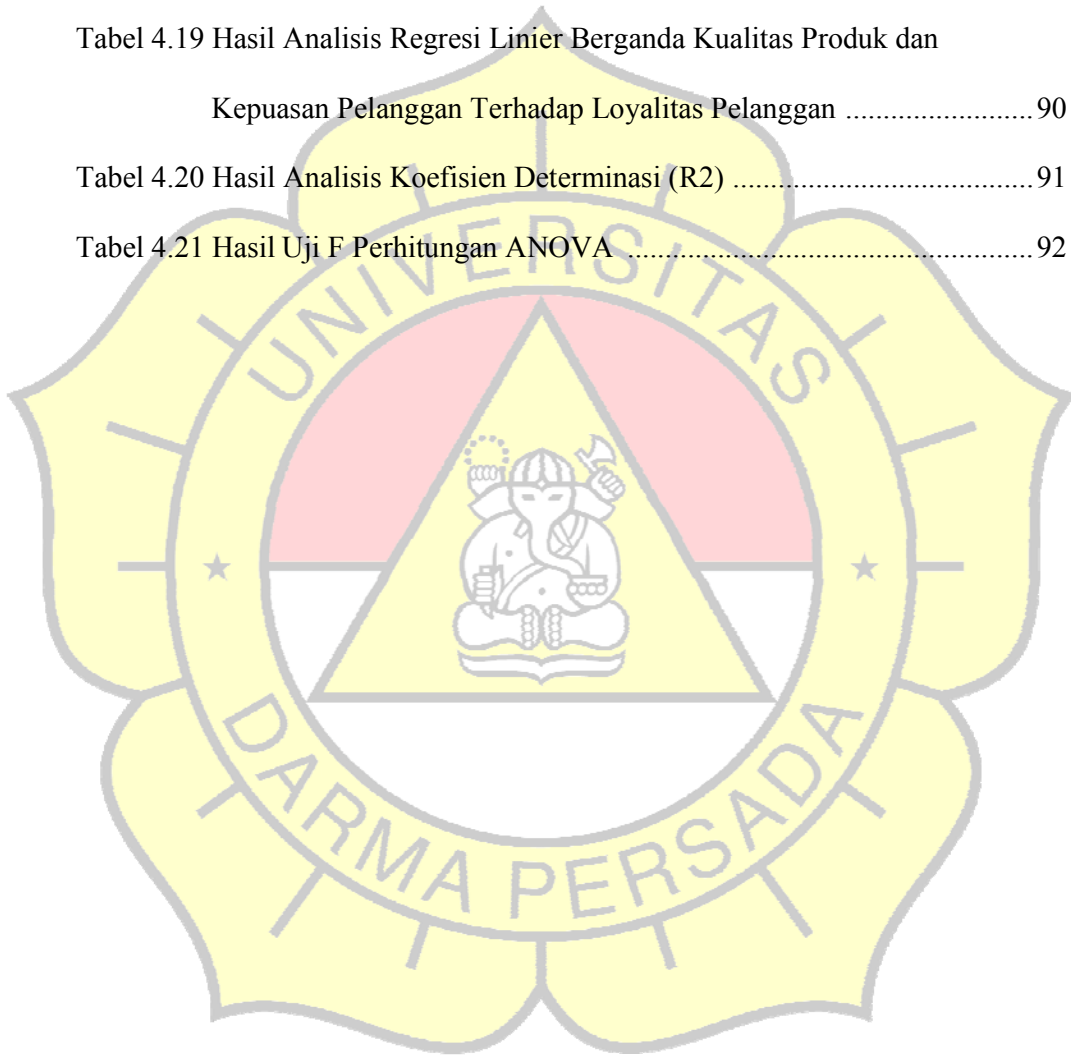 Tabel 4.19 Hasil Analisis Regresi Linier Berganda Kualitas Produk dan
Kepuasan Pelanggan Terhadap Loyalitas Pelanggan ........................ 90
Tabel 4.20 Hasil Analisis Koefisien Determinasi (R2) ...................................... 91
Tabel 4.21 Hasil Uji F Perhitungan ANOVA .................................................... 92
UNIVERSITAS
DARMA PERSADA